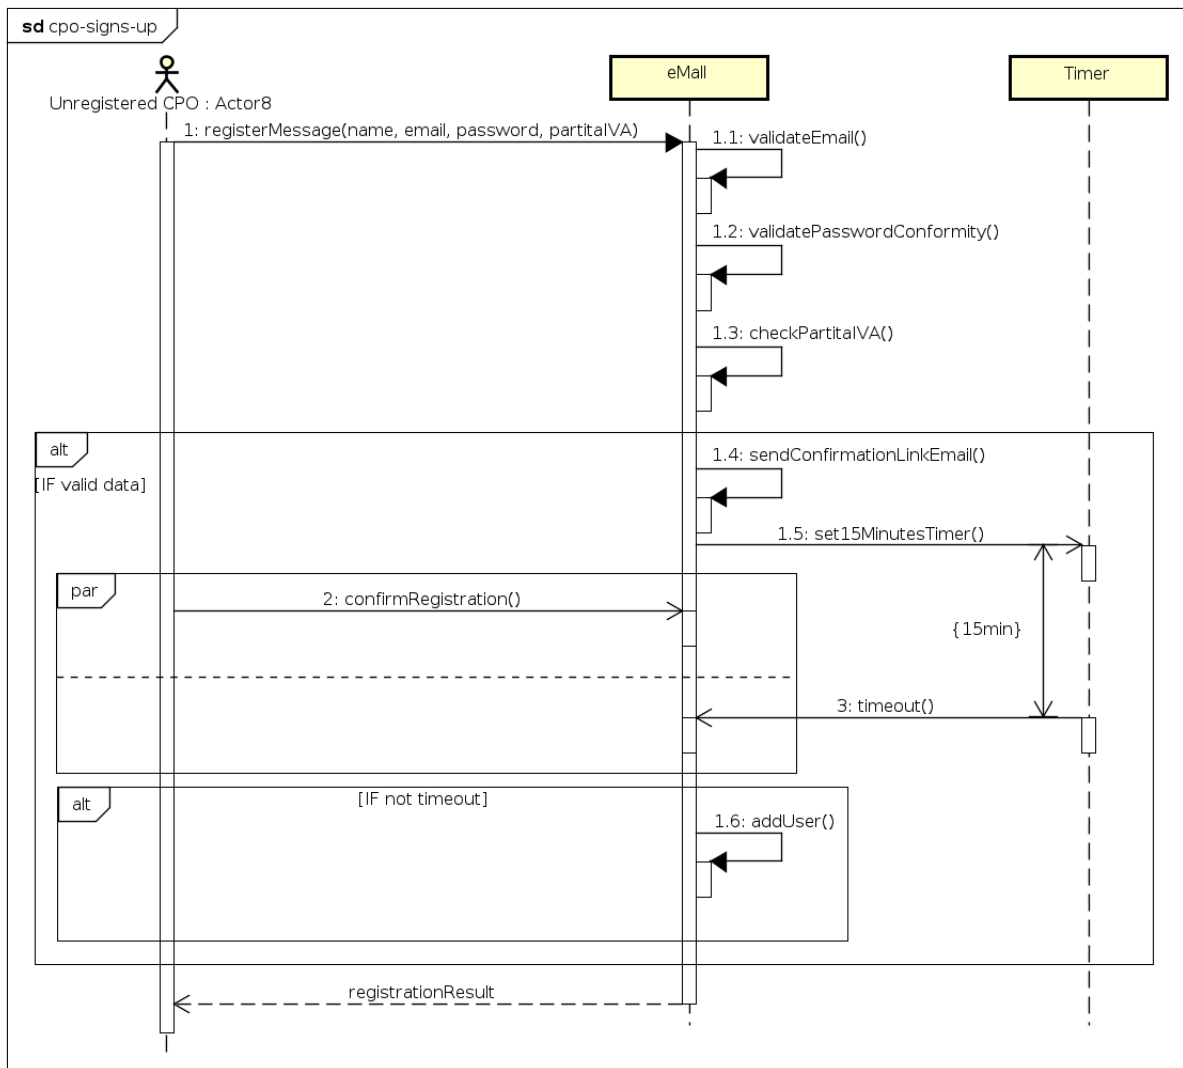 sd cpo-signs-up
Unregistered CPO : Actor8
eMall
Timer
1: registerMessage(name, email, password, partitaIVA)
1.1: validateEmail()
1.2: validatePasswordConformity()
1.3: checkPartitaIVA()
alt
[IF valid data]
1.4: sendConfirmationLinkEmail()
1.5: set15MinutesTimer()
par
2: confirmRegistration()
{15min}
3: timeout()
alt
[IF not timeout]
1.6: addUser()
registrationResult